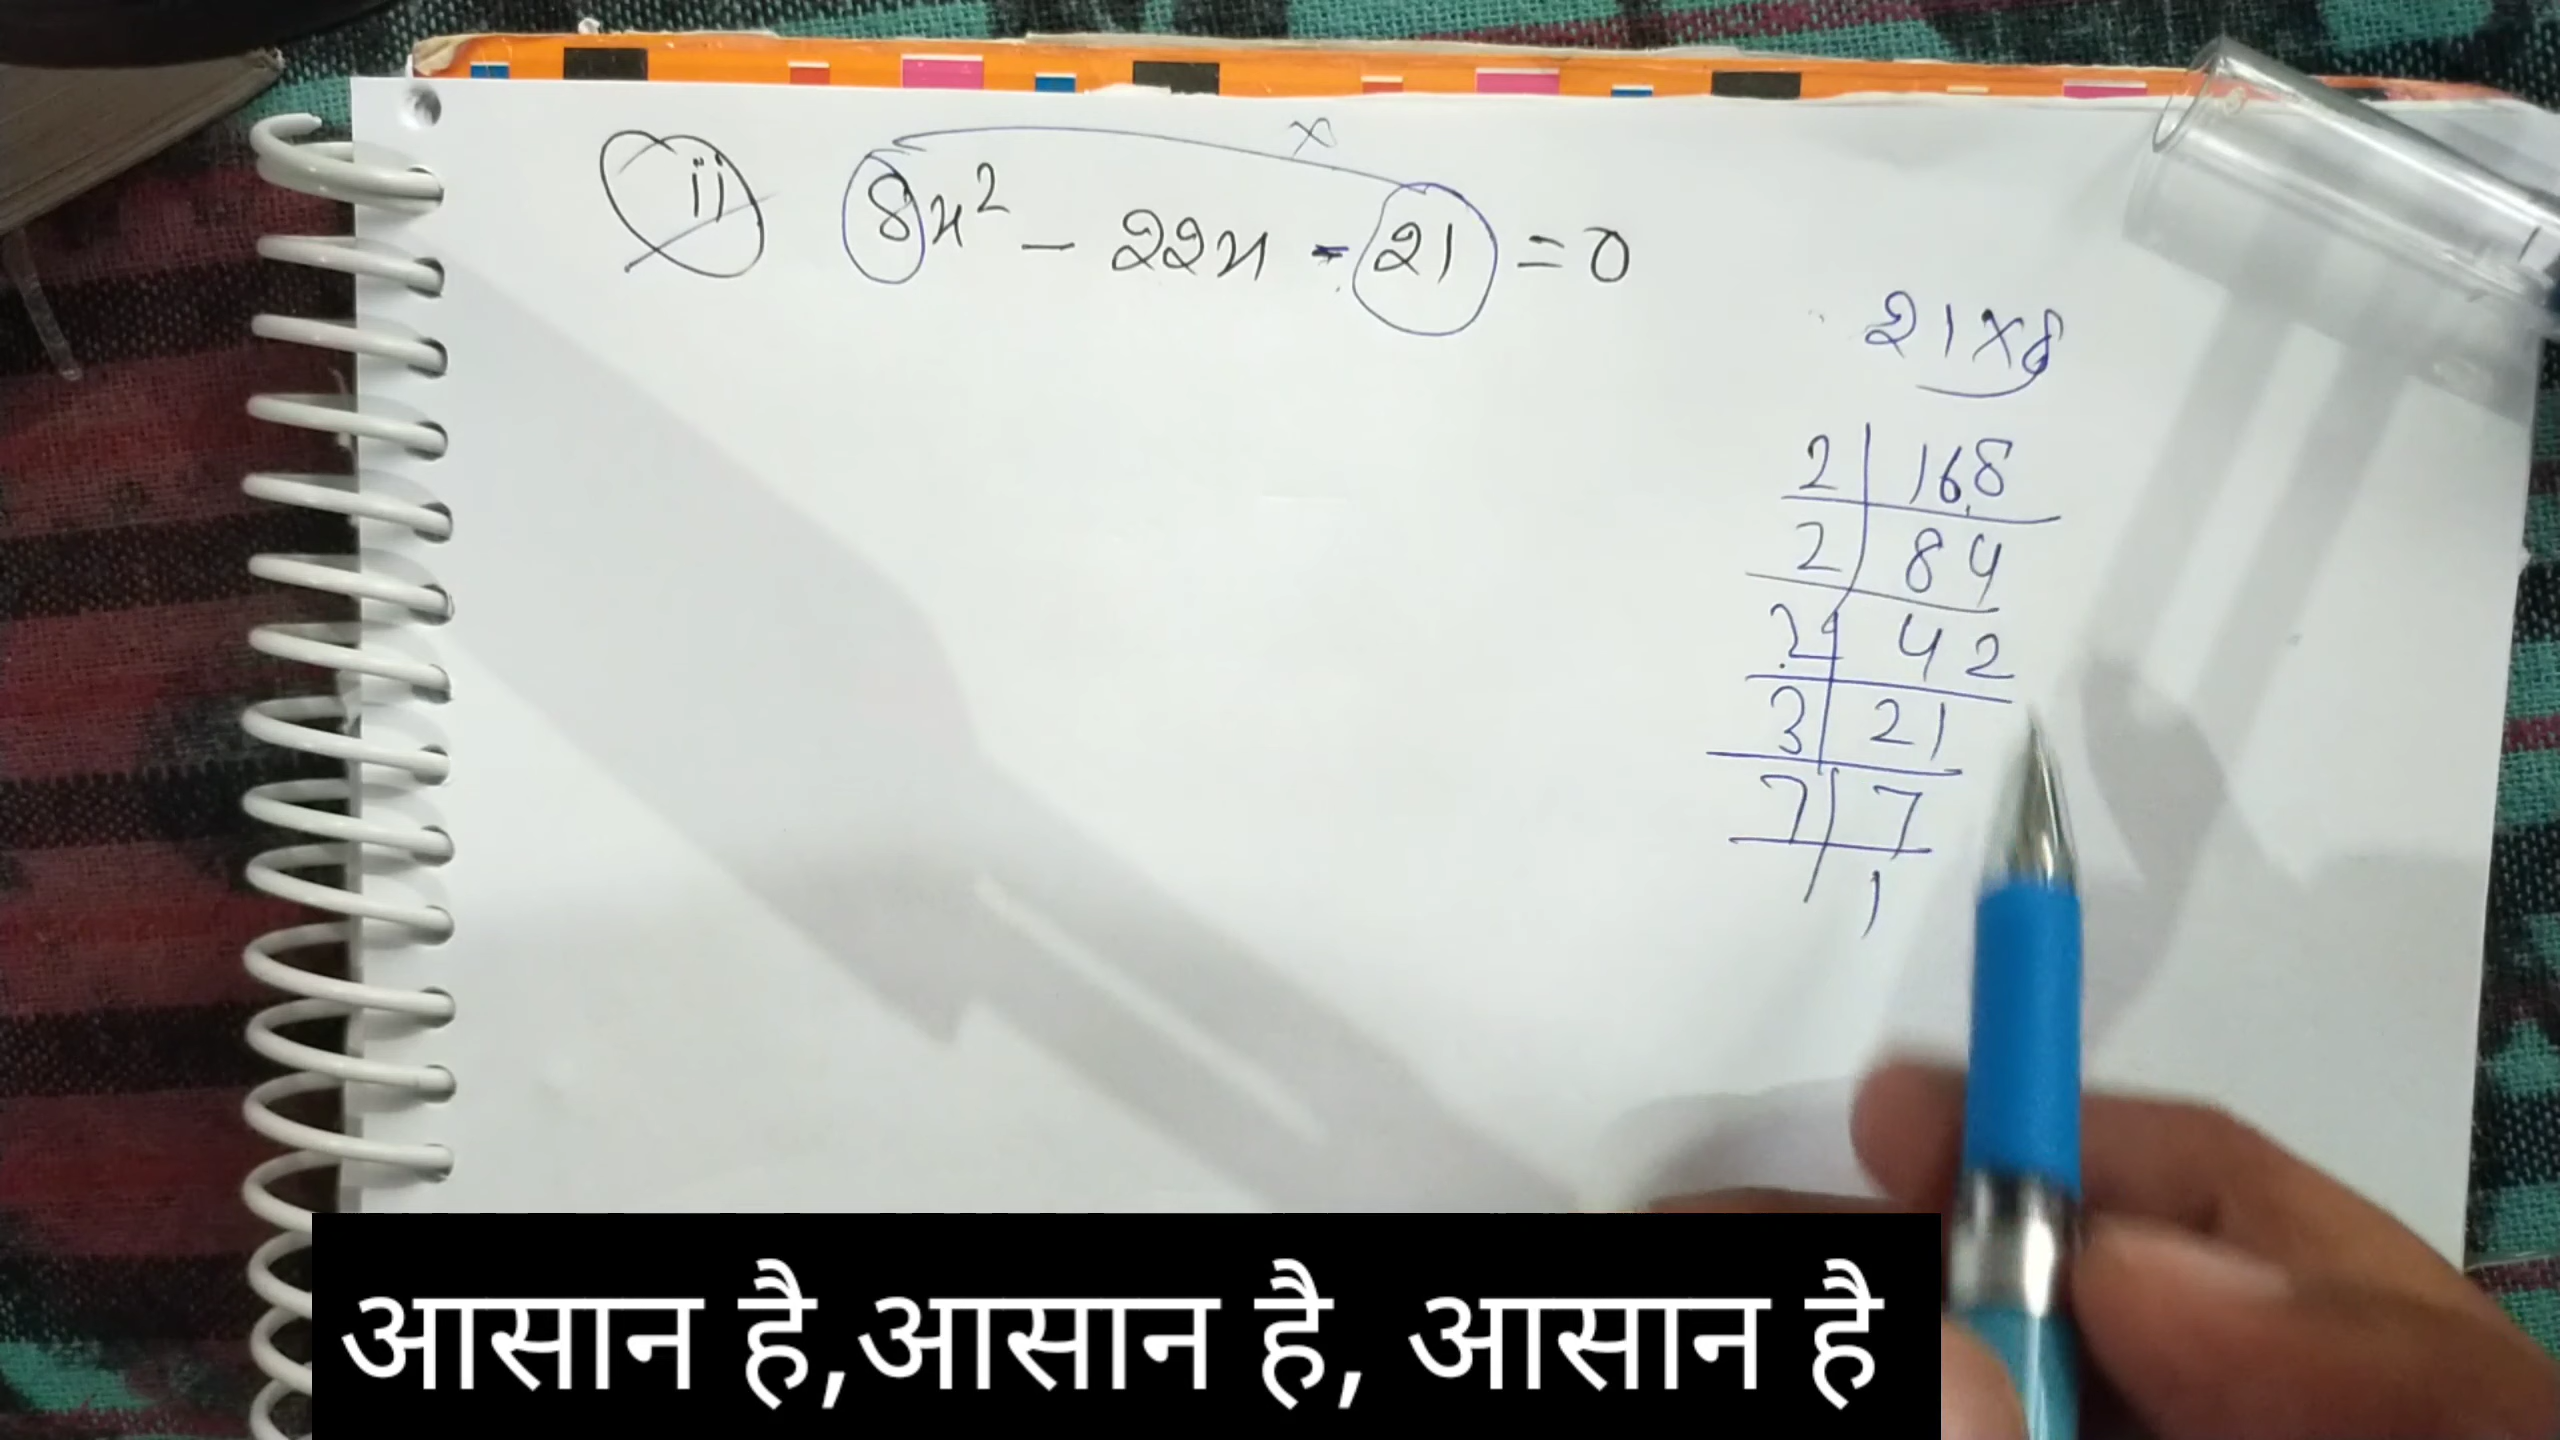 ii 8x² - 22x - 21 = 0
×
21×8
2 | 168
2 | 84
2 | 42
3 | 21
7 | 7
1
आसान है,आसान है, आसान है